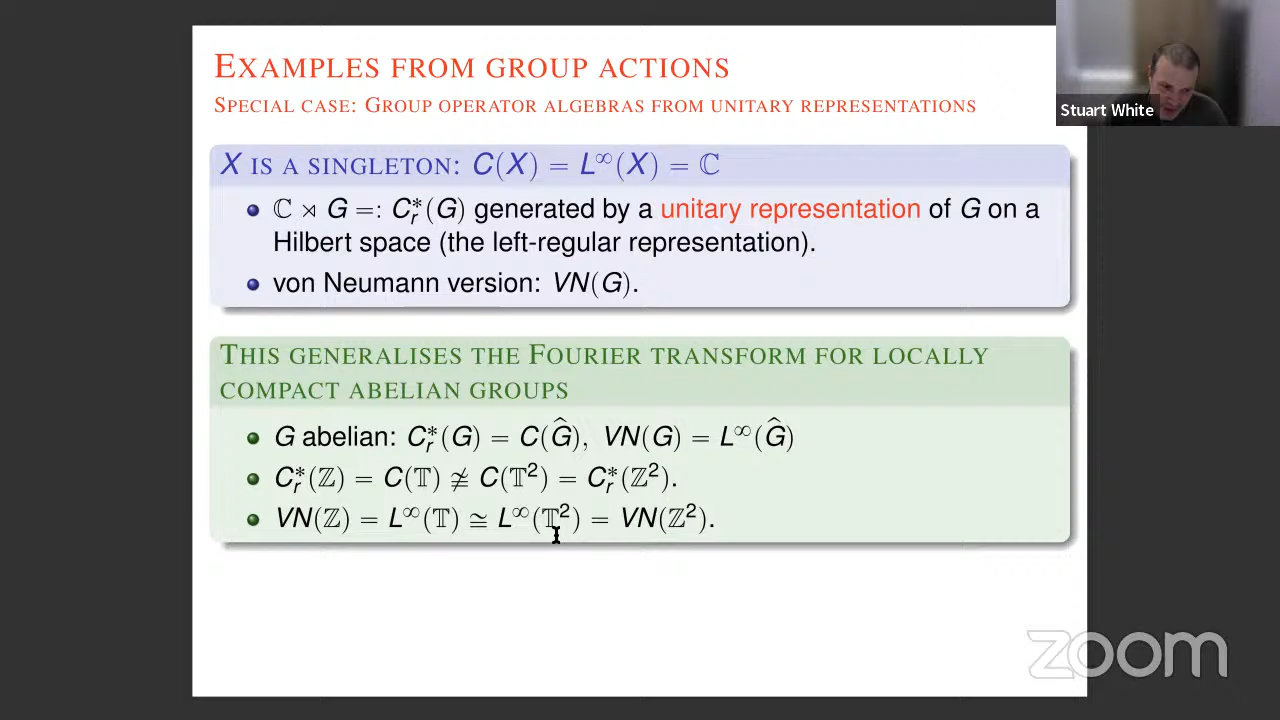 EXAMPLES FROM GROUP ACTIONS
SPECIAL CASE: GROUP OPERATOR ALGEBRAS FROM UNITARY REPRESENTATIONS
Stuart White
X IS A SINGLETON: C(X) = L^∞(X) = ℂ
ℂ ⋊ G =: C*_r(G) generated by a unitary representation of G on a
Hilbert space (the left-regular representation).
von Neumann version: VN(G).
THIS GENERALISES THE FOURIER TRANSFORM FOR LOCALLY
COMPACT ABELIAN GROUPS
G abelian: C*_r(G) = C(Ĝ), VN(G) = L^∞(Ĝ)
C*_r(ℤ) = C(𝕋) ≇ C(𝕋²) = C*_r(ℤ²).
VN(ℤ) = L^∞(𝕋) ≅ L^∞(𝕋²) = VN(ℤ²).
zoom